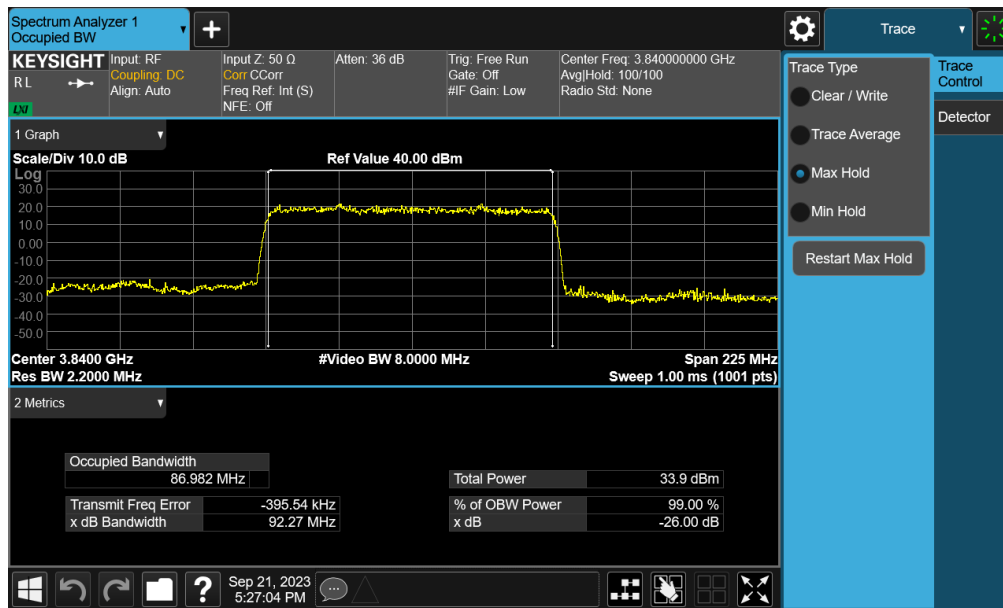 Spectrum Analyzer 1
Occupied BW
+
Trace
KEYSIGHT
R L
LXI
Input: RF
Coupling: DC
Align: Auto
Input Z: 50 Ω
Corr CCorr
Freq Ref: Int (S)
NFE: Off
Atten: 36 dB
Trig: Free Run
Gate: Off
#IF Gain: Low
Center Freq: 3.840000000 GHz
Avg|Hold: 100/100
Radio Std: None
Trace Type
Clear / Write
Trace Average
Max Hold
Min Hold
Restart Max Hold
Trace
Control
Detector
1 Graph
Scale/Div 10.0 dB
Ref Value 40.00 dBm
Log
30.0
20.0
10.0
0.00
-10.0
-20.0
-30.0
-40.0
-50.0
Center 3.8400 GHz
#Video BW 8.0000 MHz
Span 225 MHz
Res BW 2.2000 MHz
Sweep 1.00 ms (1001 pts)
2 Metrics
Occupied Bandwidth
86.982 MHz
Total Power 33.9 dBm
Transmit Freq Error -395.54 kHz
% of OBW Power 99.00 %
x dB Bandwidth 92.27 MHz
x dB -26.00 dB
?
Sep 21, 2023
5:27:04 PM